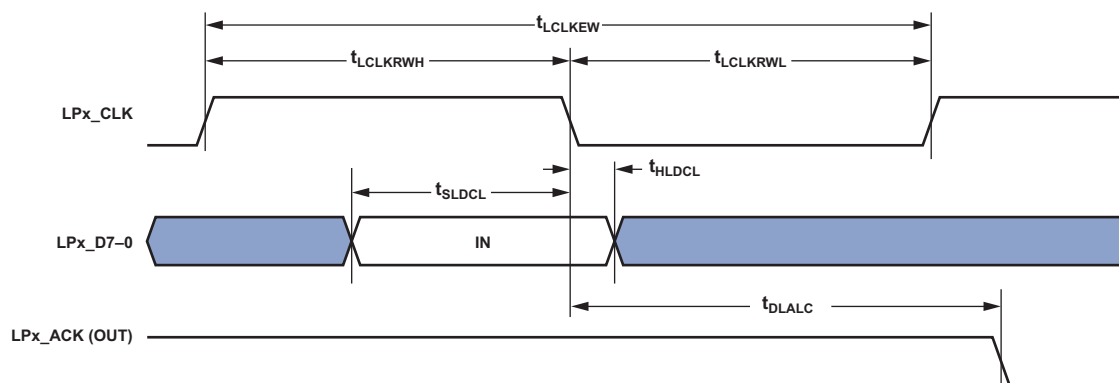 tLCLKEW
tLCLKRWH
tLCLKRWL
LPx_CLK
tHLDCL
tSLDCL
LPx_D7–0
IN
tDLALC
LPx_ACK (OUT)